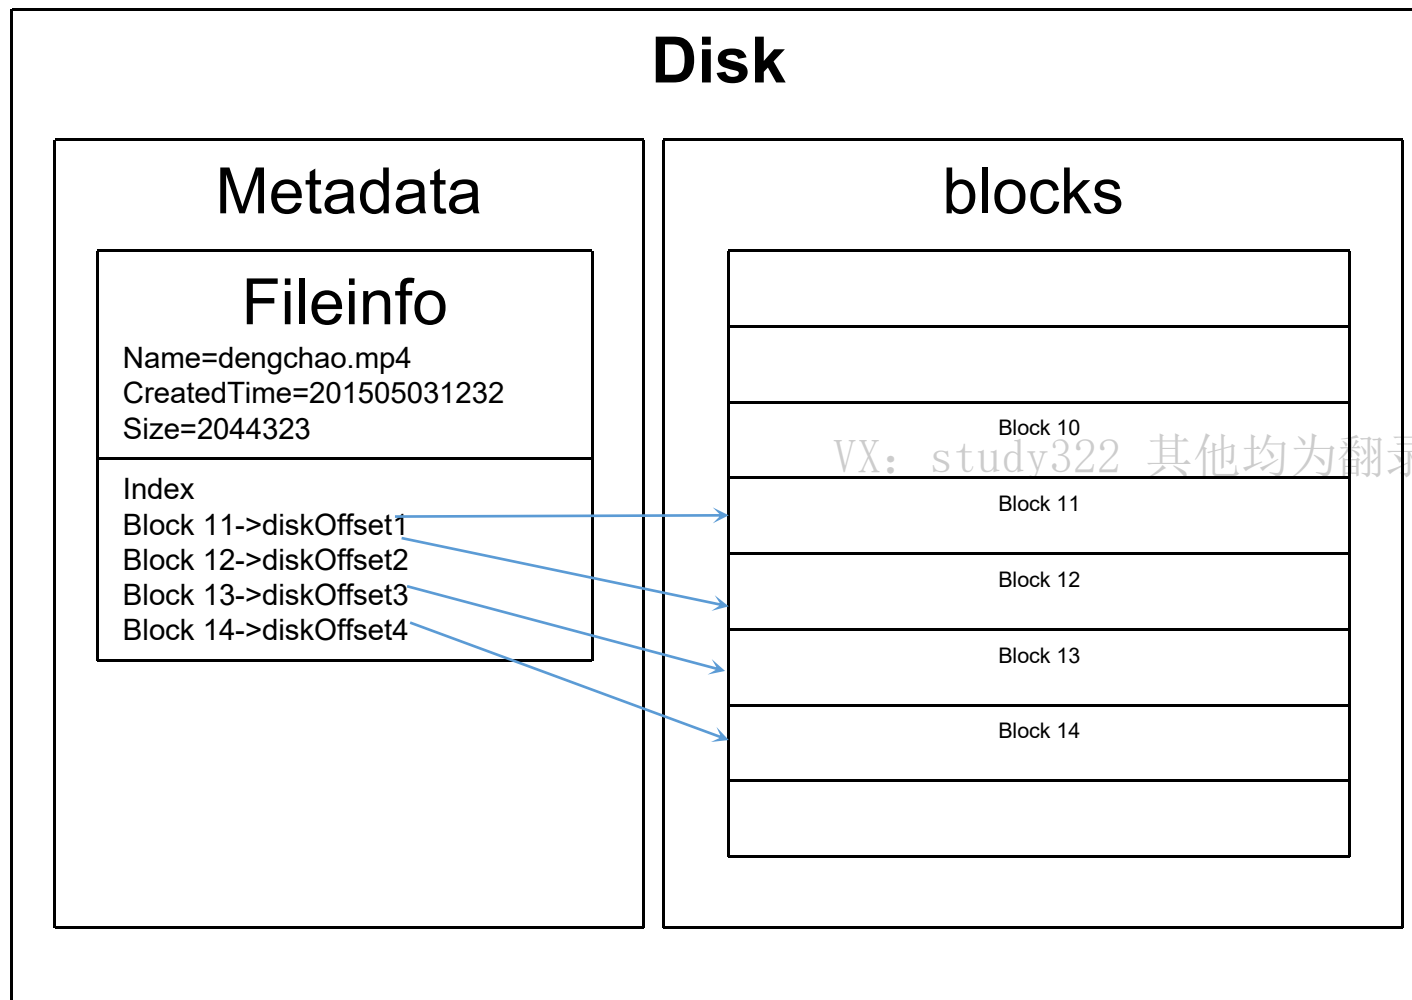 Disk
Metadata
Fileinfo
Name=dengchao.mp4
CreatedTime=201505031232
Size=2044323
Index
Block 11->diskOffset1
Block 12->diskOffset2
Block 13->diskOffset3
Block 14->diskOffset4
blocks
Block 10
VX: study322 其他均为翻录
Block 11
Block 12
Block 13
Block 14